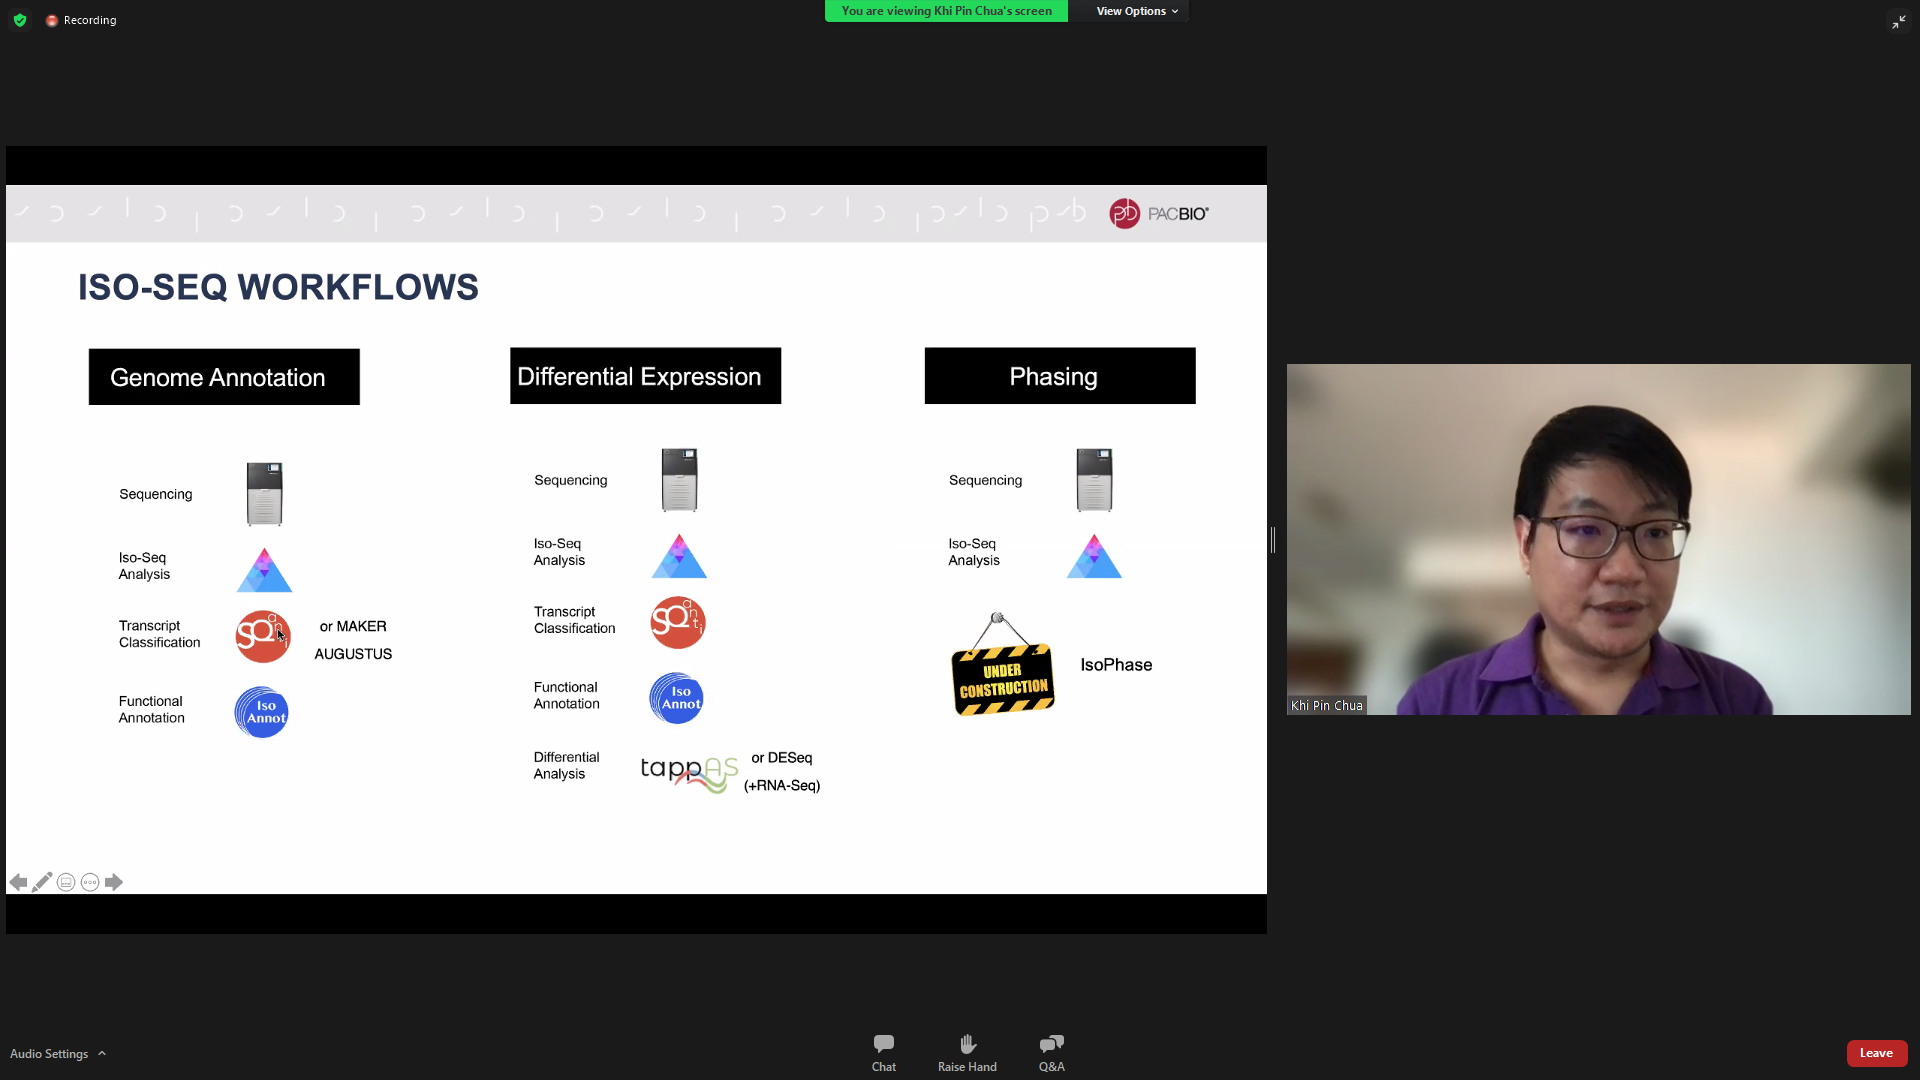 Recording
You are viewing Khi Pin Chua's screen
View Options
PACBIO®
ISO-SEQ WORKFLOWS
Genome Annotation
Sequencing
Iso-Seq
Analysis
Transcript
Classification
SQanti
or MAKER
AUGUSTUS
Functional
Annotation
Iso
Annot
Differential Expression
Sequencing
Iso-Seq
Analysis
Transcript
Classification
SQanti
Functional
Annotation
Iso
Annot
Differential
Analysis
tappAS
or DESeq
(+RNA-Seq)
Phasing
Sequencing
Iso-Seq
Analysis
UNDER
CONSTRUCTION
IsoPhase
Khi Pin Chua
Audio Settings
Chat
Raise Hand
Q&A
Leave